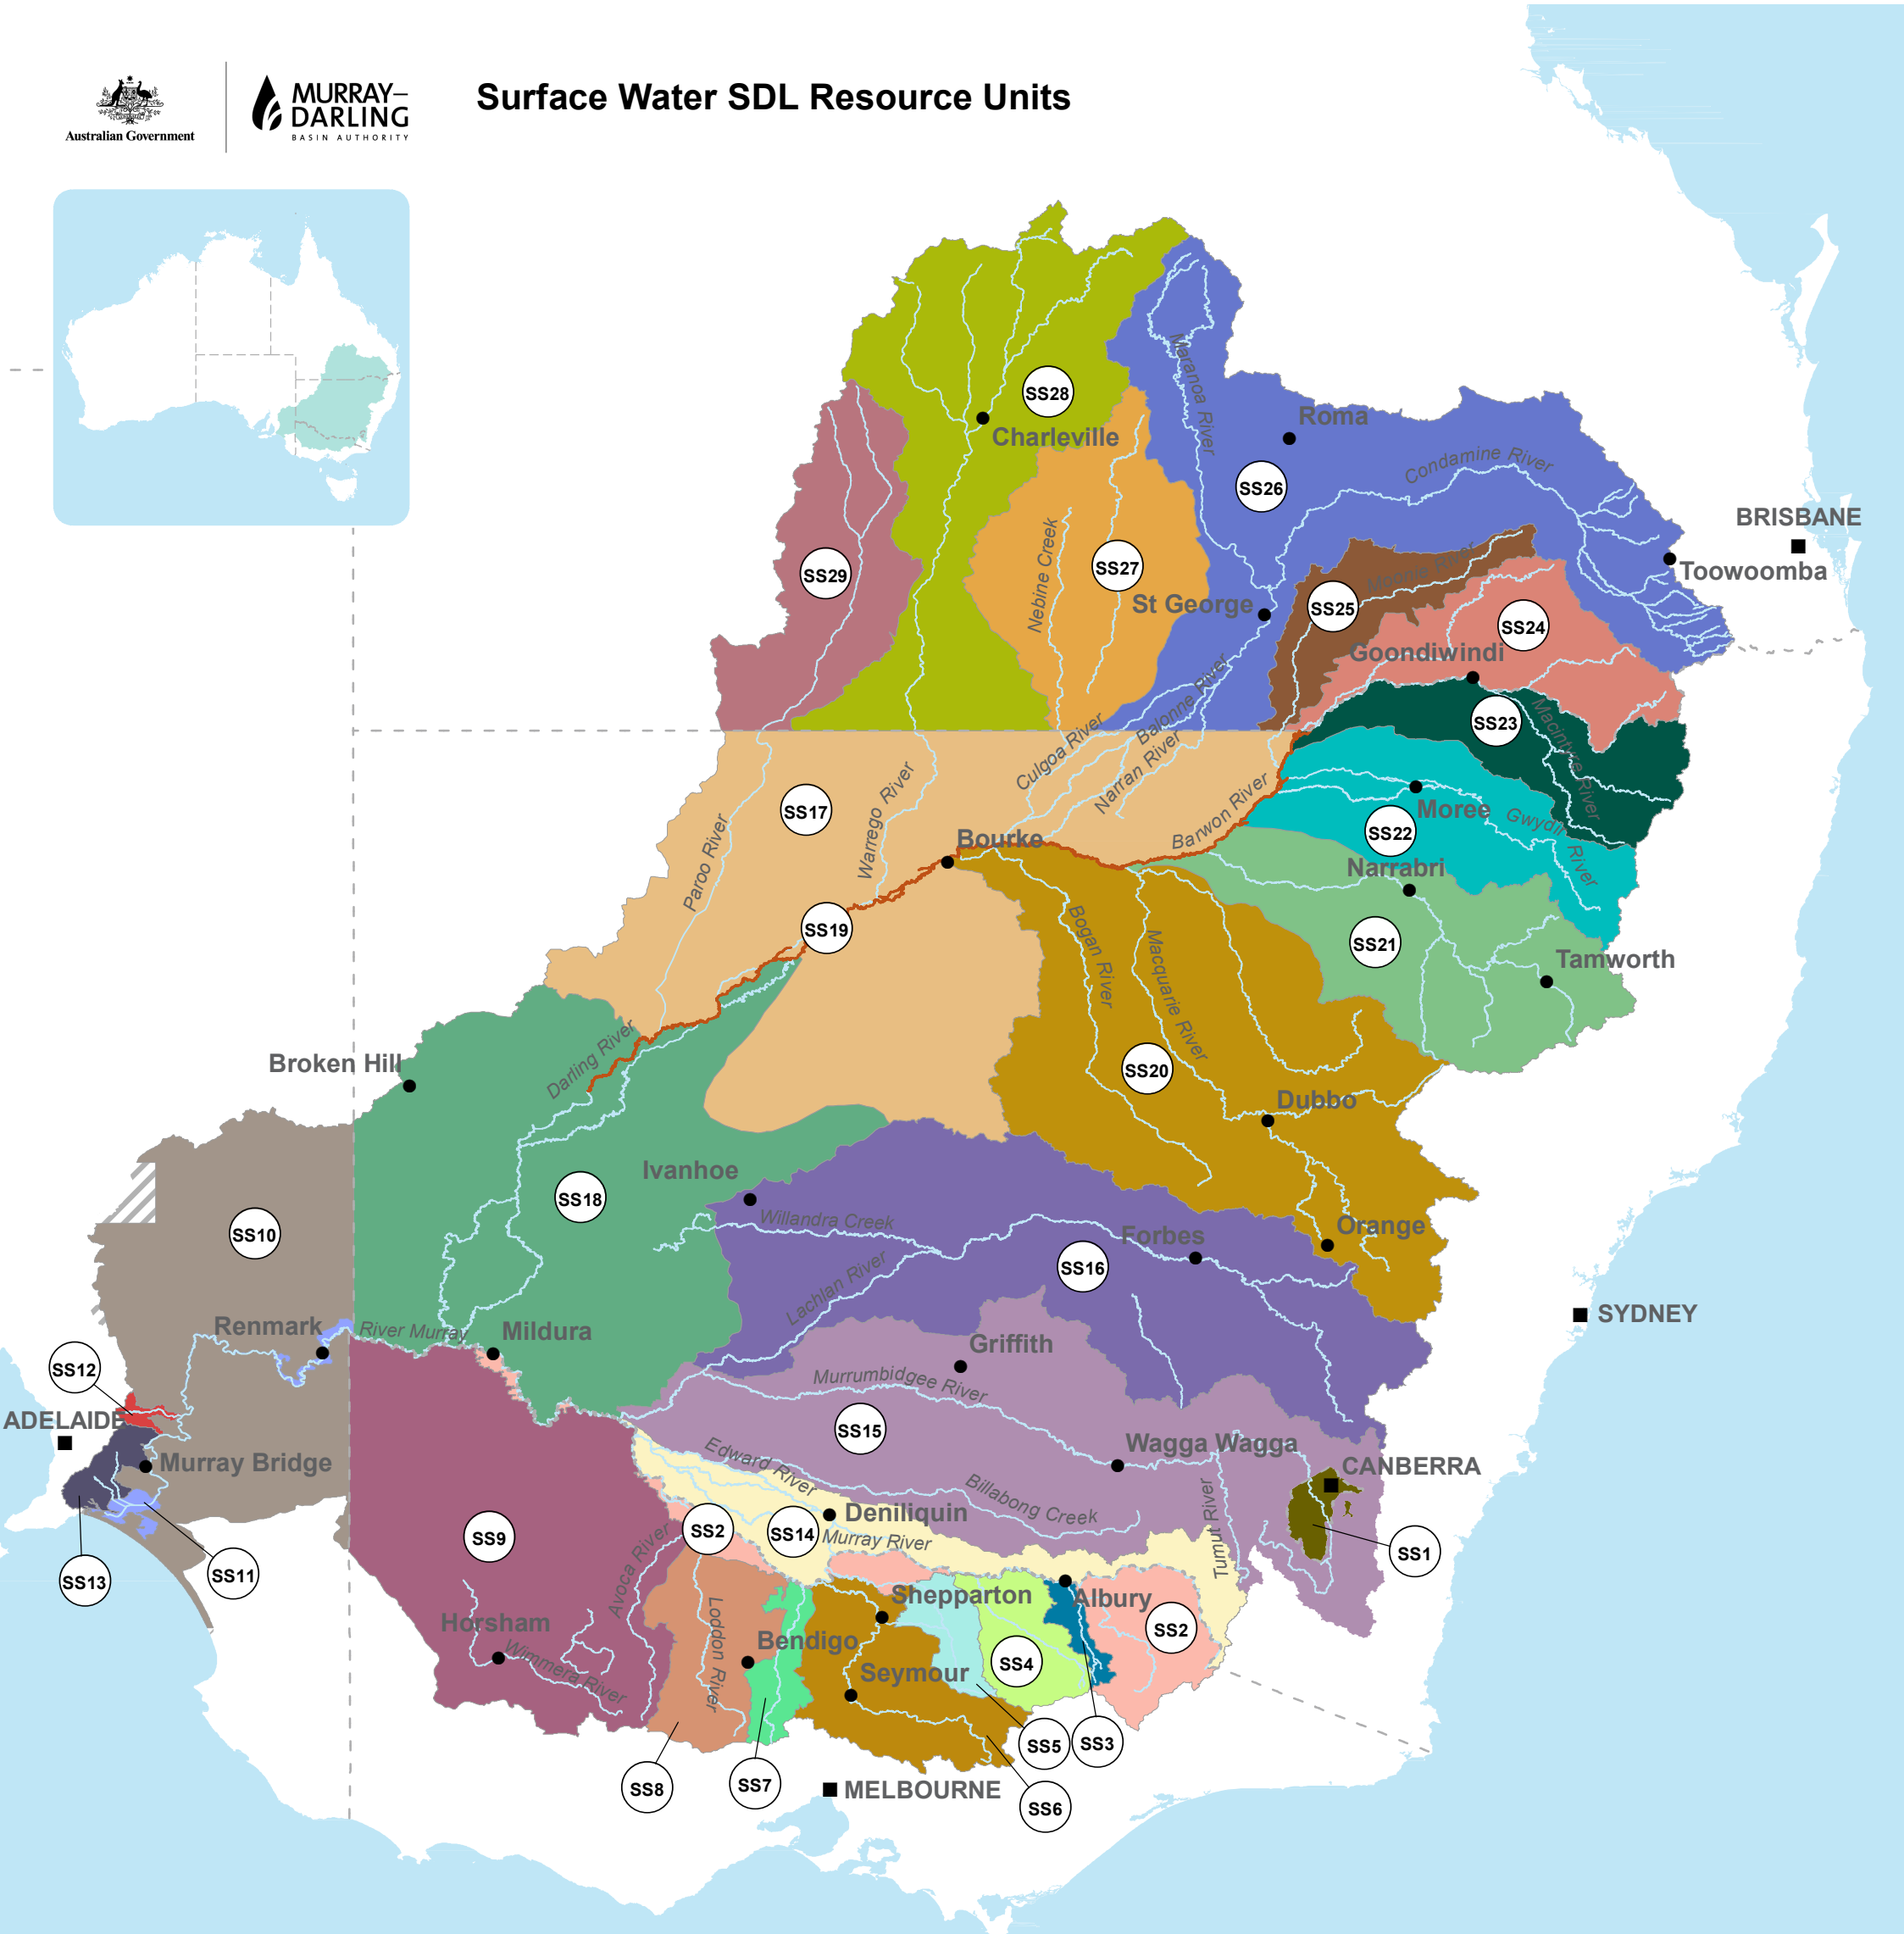 Australian Government
MURRAY–
DARLING
BASIN AUTHORITY
Surface Water SDL Resource Units
SS28
Charleville
Maranoa River
Roma
SS26
Condamine River
BRISBANE
Toowoomba
SS29
Nebine Creek
SS27
St George
SS25
Moonie River
SS24
Goondiwindi
SS23
Macintyre River
Culgoa River
Balonne River
Narran River
SS17
Paroo River
Warrego River
Barwon River
Moree
SS22
Gwydir River
Bourke
Narrabri
SS19
Bogan River
Macquarie River
SS21
Tamworth
Darling River
Broken Hill
SS20
Dubbo
Ivanhoe
SS18
SS10
Willandra Creek
Forbes
Orange
Lachlan River
SS16
SYDNEY
Renmark
River Murray
Mildura
Griffith
SS12
Murrumbidgee River
ADELAIDE
SS15
Wagga Wagga
CANBERRA
Murray Bridge
Edward River
Billabong Creek
Tumut River
Deniliquin
SS9
SS2
SS14
Murray River
SS1
SS13
SS11
Avoca River
Shepparton
Albury
Horsham
Loddon River
Bendigo
SS2
Wimmera River
Seymour
SS4
SS5
SS3
SS8
SS7
MELBOURNE
SS6